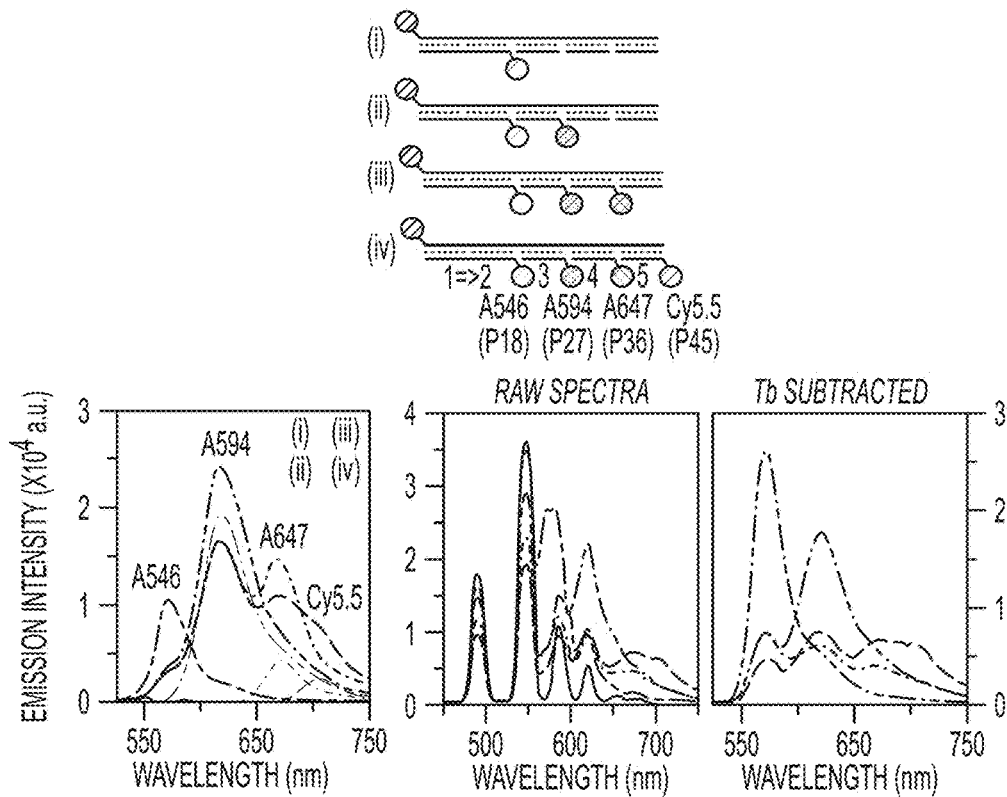 (i)
(ii)
(iii)
(iv)
1=>2 3 4 5
A546 A594 A647 Cy5.5
(P18) (P27) (P36) (P45)
RAW SPECTRA
Tb SUBTRACTED
EMISSION INTENSITY (X10⁴ a.u.)
3
2
1
0
A546
A594
A647
Cy5.5
(i) (iii)
(ii) (iv)
550 650 750
WAVELENGTH (nm)
4
3
2
1
0
500 600 700
WAVELENGTH (nm)
3
2
1
0
550 650 750
WAVELENGTH (nm)